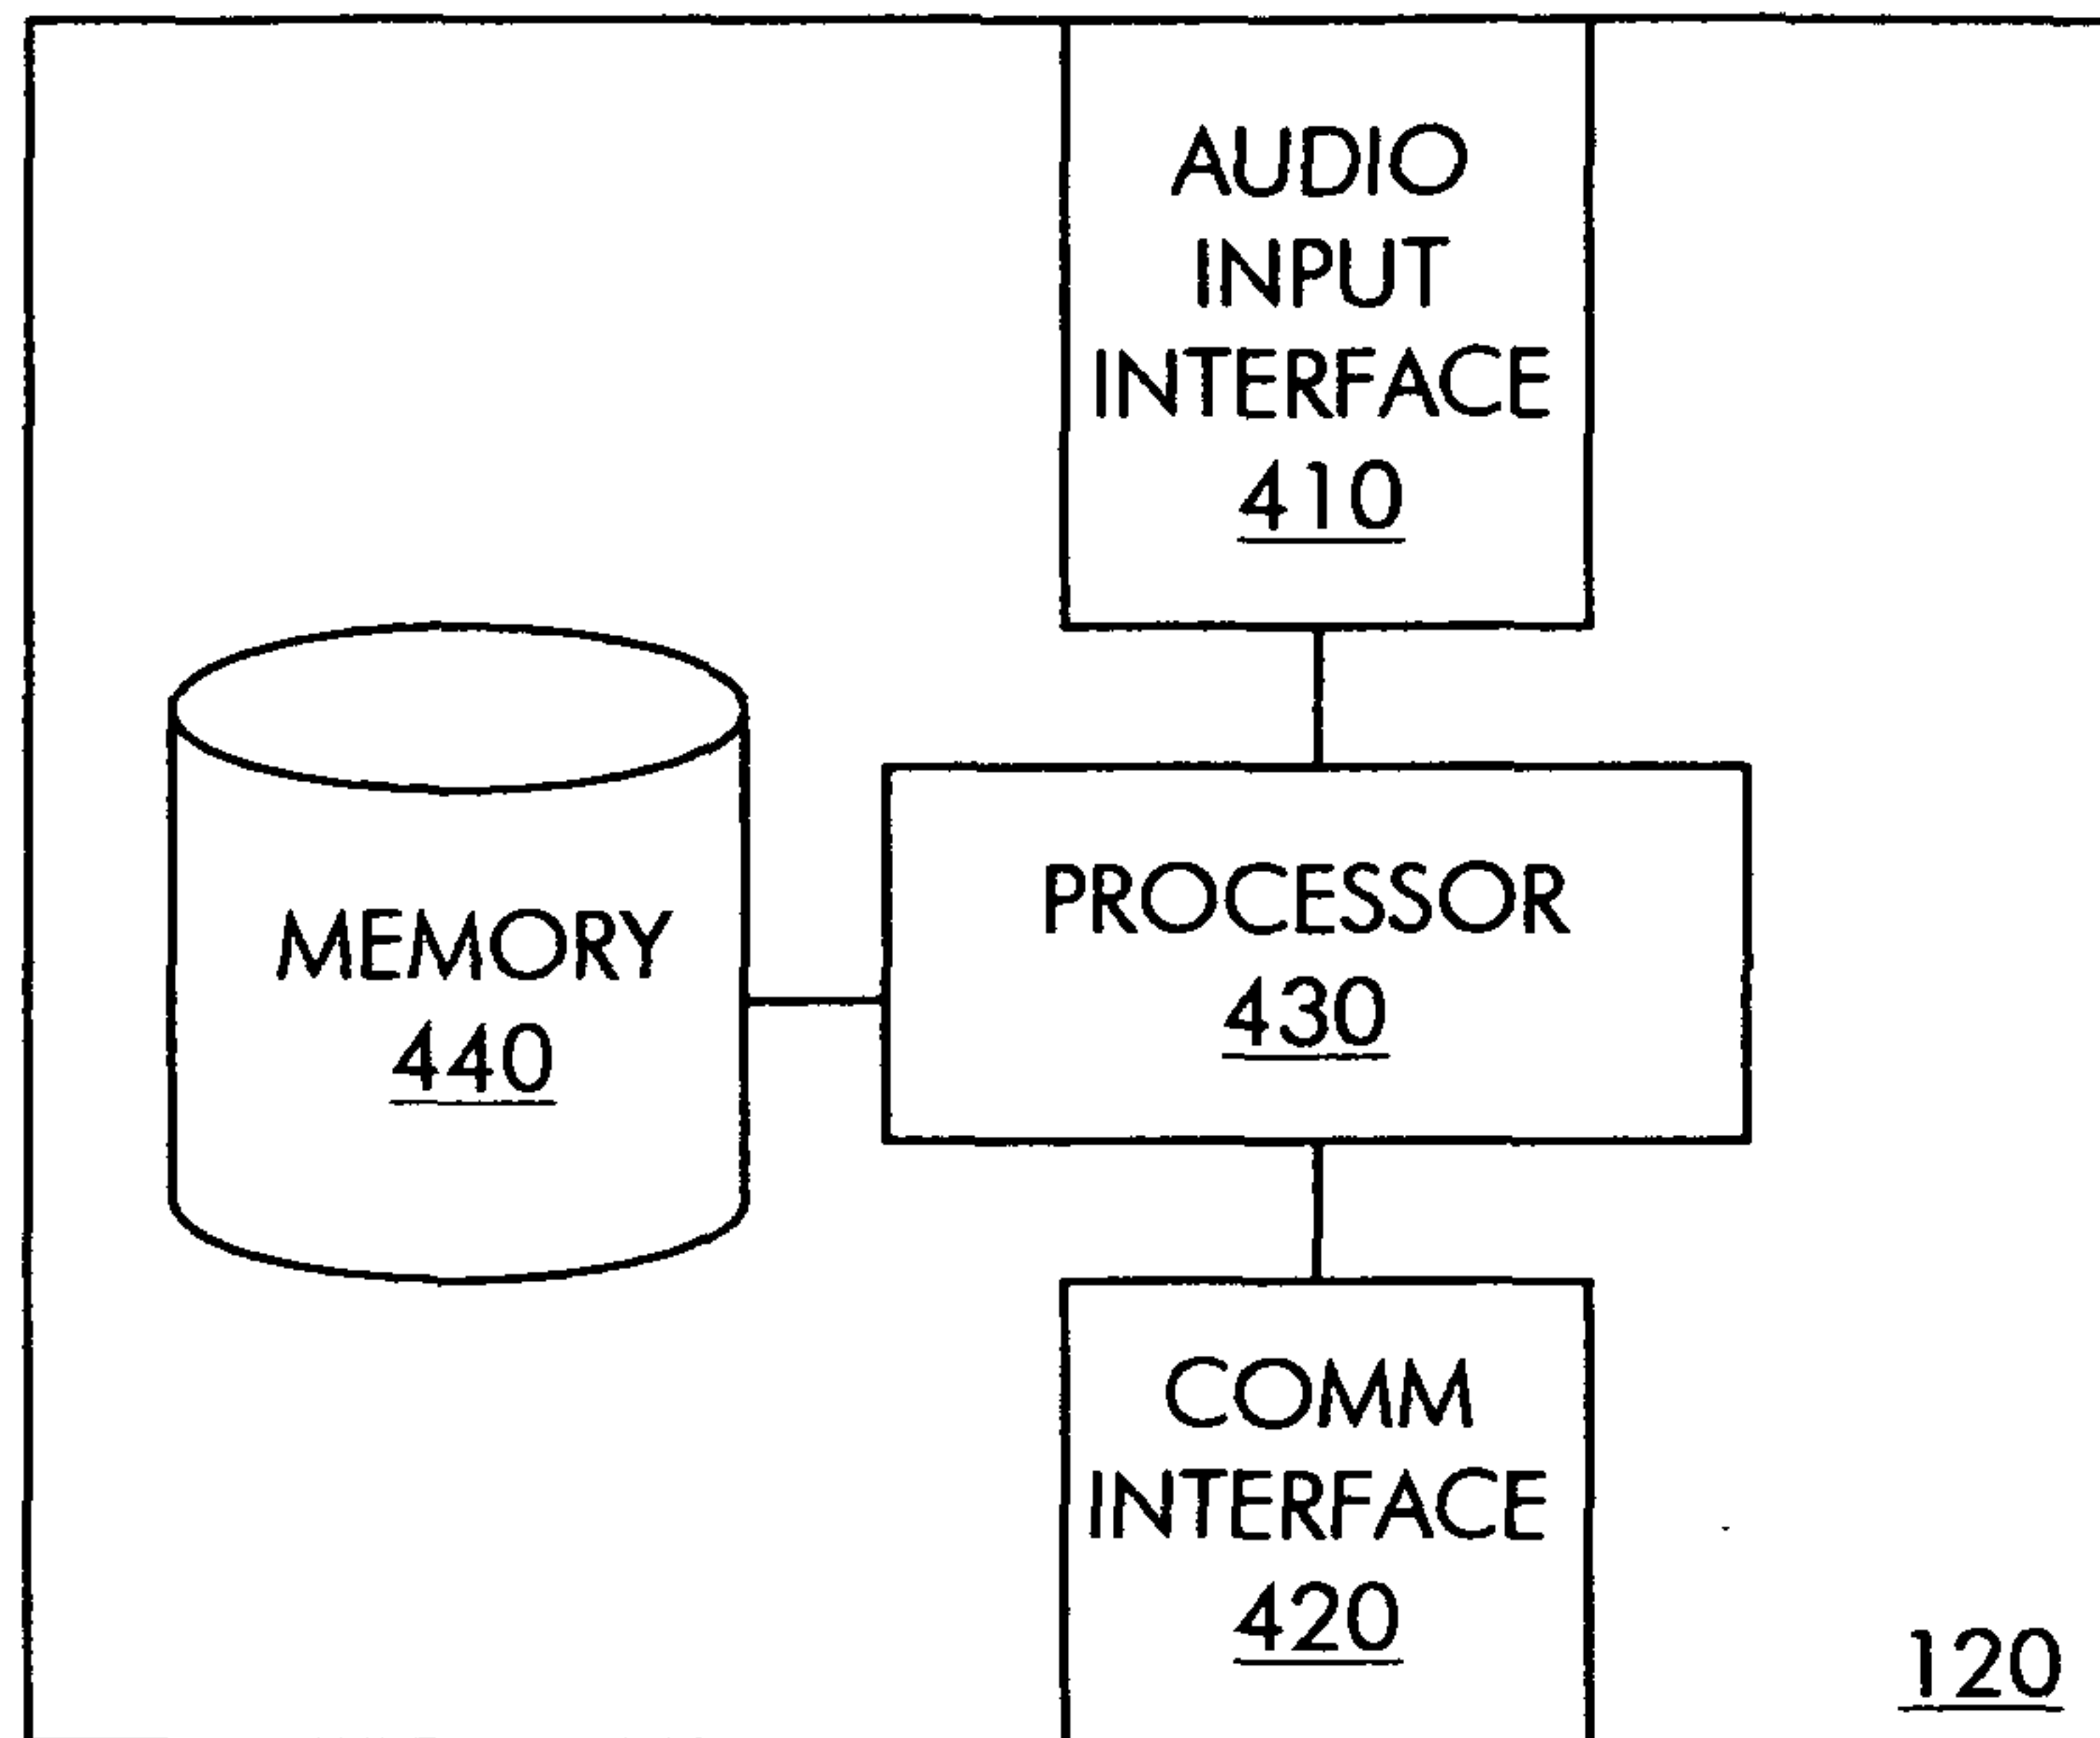 AUDIO
INPUT
INTERFACE
410
MEMORY
440
PROCESSOR
430
COMM
INTERFACE
420
120